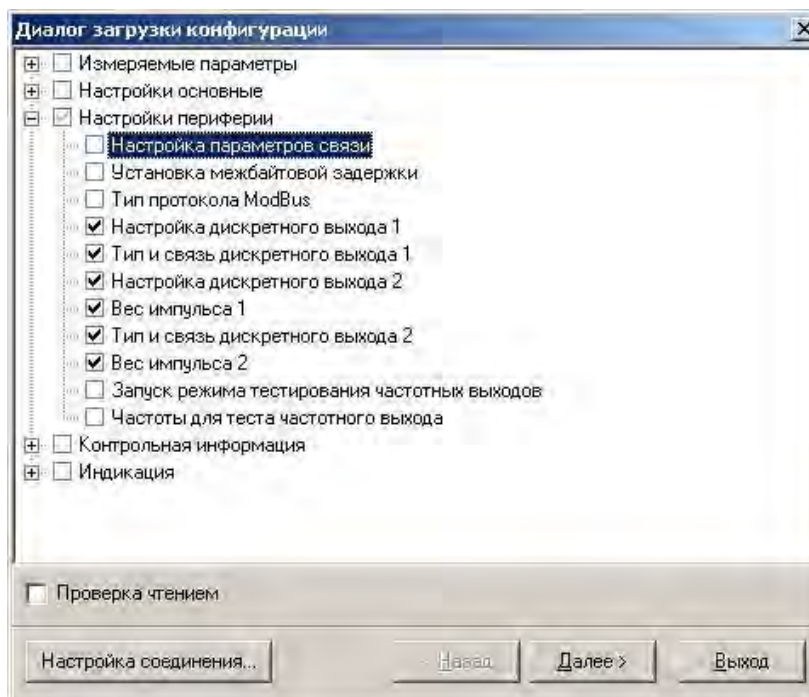 Диалог загрузки конфигурации
Измеряемые параметры
Настройки основные
Настройки периферии
Настройка параметров связи
Установка межбайтовой задержки
Тип протокола ModBus
Настройка дискретного выхода 1
Тип и связь дискретного выхода 1
Настройка дискретного выхода 2
Вес импульса 1
Тип и связь дискретного выхода 2
Вес импульса 2
Запуск режима тестирования частотных выходов
Частоты для теста частотного выхода
Контрольная информация
Индикация
Проверка чтением
Настройка соединения... < Назад Далее > Выход